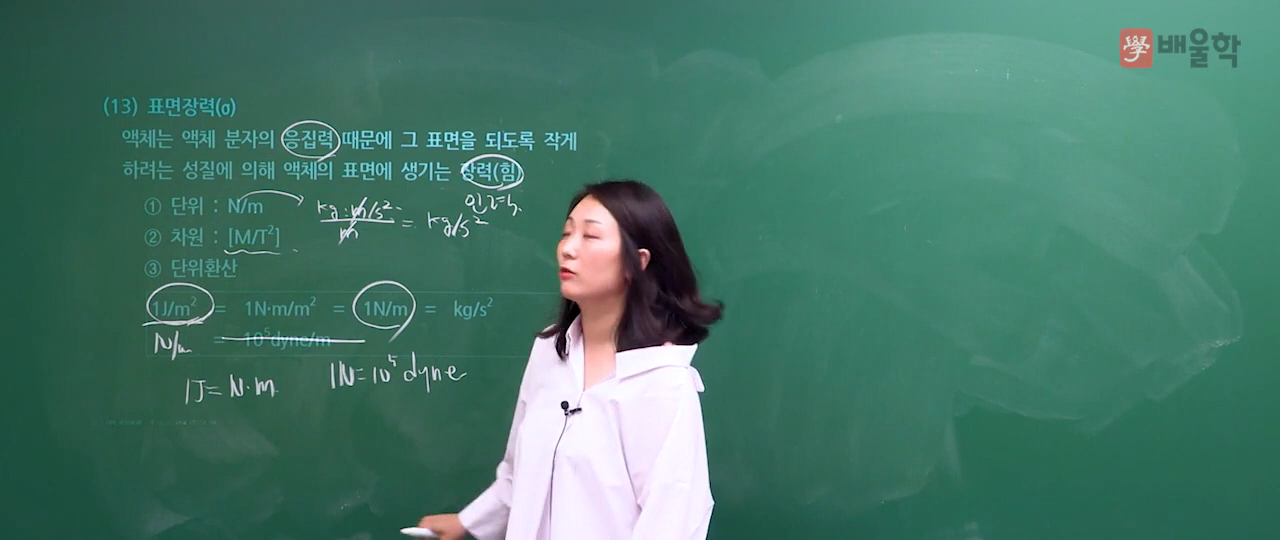 學 배울학
(13) 표면장력(σ)
액체는 액체 분자의 응집력 때문에 그 표면을 되도록 작게
하려는 성질에 의해 액체의 표면에 생기는 장력(힘)
① 단위 : N/m
kg·m/s² / m = kg/s²
② 차원 : [M/T²]
③ 단위환산
1J/m² = 1N·m/m² = 1N/m = kg/s²
N/m = 10⁵dyne/m
1J = N·m
1N = 10⁵ dyne